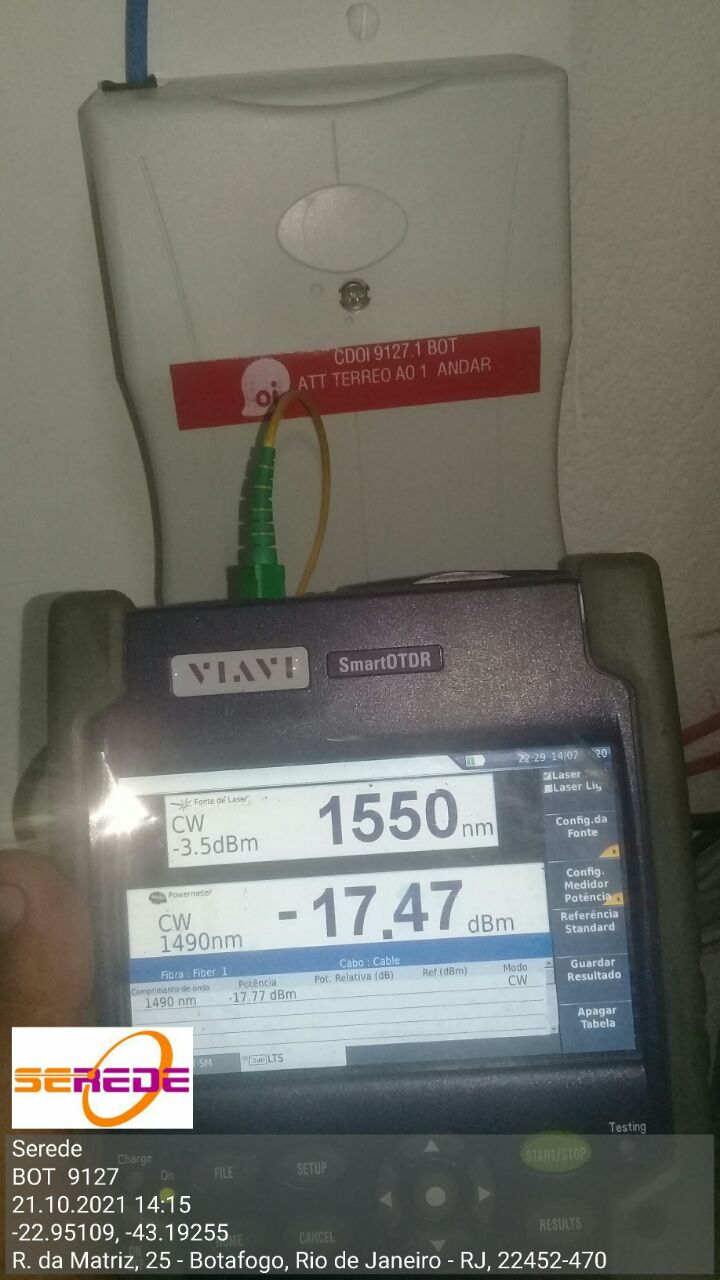 CDOI 9127.1 BOT
oi ATT TERREO AO 1 ANDAR
VIAVI SmartOTDR
22:29 14/07 20
Fonte de Laser
CW 1550 nm
-3.5dBm
Laser
Config.da
Fonte
Powermeter
CW -17.47 dBm
1490nm
Config.
Medidor
Potência
Referência
Standard
Fibra : Fiber 1 Cabo : Cable
Comprimento de onda Potência Pot. Relativa (dB) Ref.(dBm) Modo
1490 nm -17.77 dBm CW
Guardar
Resultado
Apagar
Tabela
LTS
SEREDE
Testing
Charge
On
FILE SETUP START/STOP
HOME CANCEL RESULTS
Serede
BOT 9127
21.10.2021 14:15
-22.95109, -43.19255
R. da Matriz, 25 - Botafogo, Rio de Janeiro - RJ, 22452-470